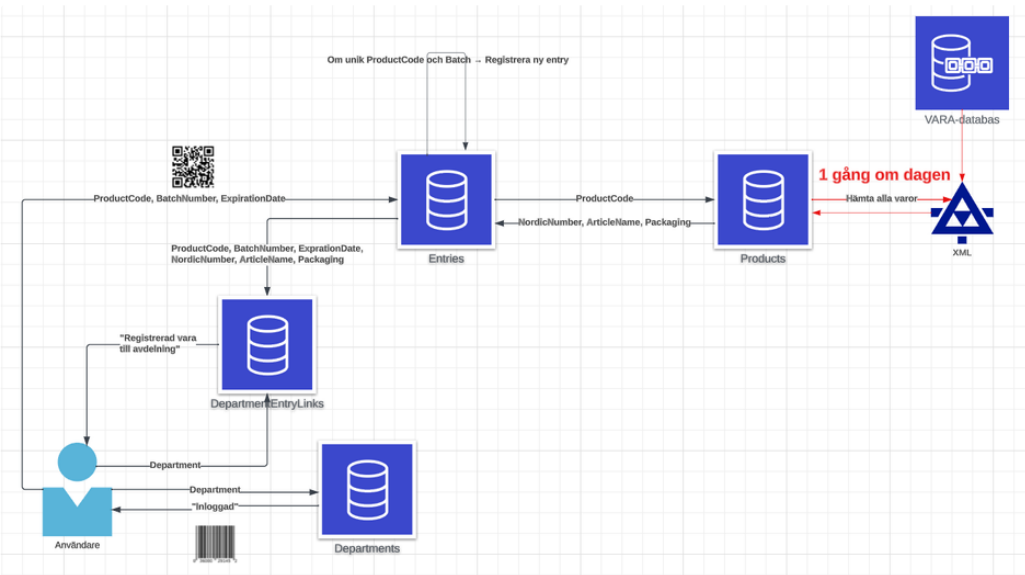 Om unik ProductCode och Batch → Registrera ny entry
VARA-databas
1 gång om dagen
ProductCode, BatchNumber, ExpirationDate
ProductCode
Hämta alla varor
NordicNumber, ArticleName, Packaging
ProductCode, BatchNumber, ExprationDate,
NordicNumber, ArticleName, Packaging
Entries
Products
XML
"Registrerad vara
till avdelning"
DepartmentEntryLinks
Department
Department
"Inloggad"
Användare
Departments